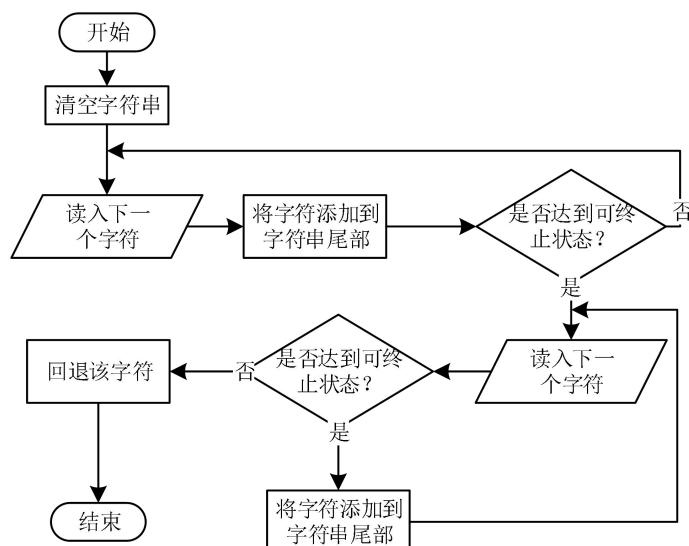 开始
清空字符串
读入下一
个字符
将字符添加到
字符串尾部
是否达到可终
止状态？
否
是
读入下一
个字符
是否达到可终
止状态？
否
回退该字符
是
将字符添加到
字符串尾部
结束